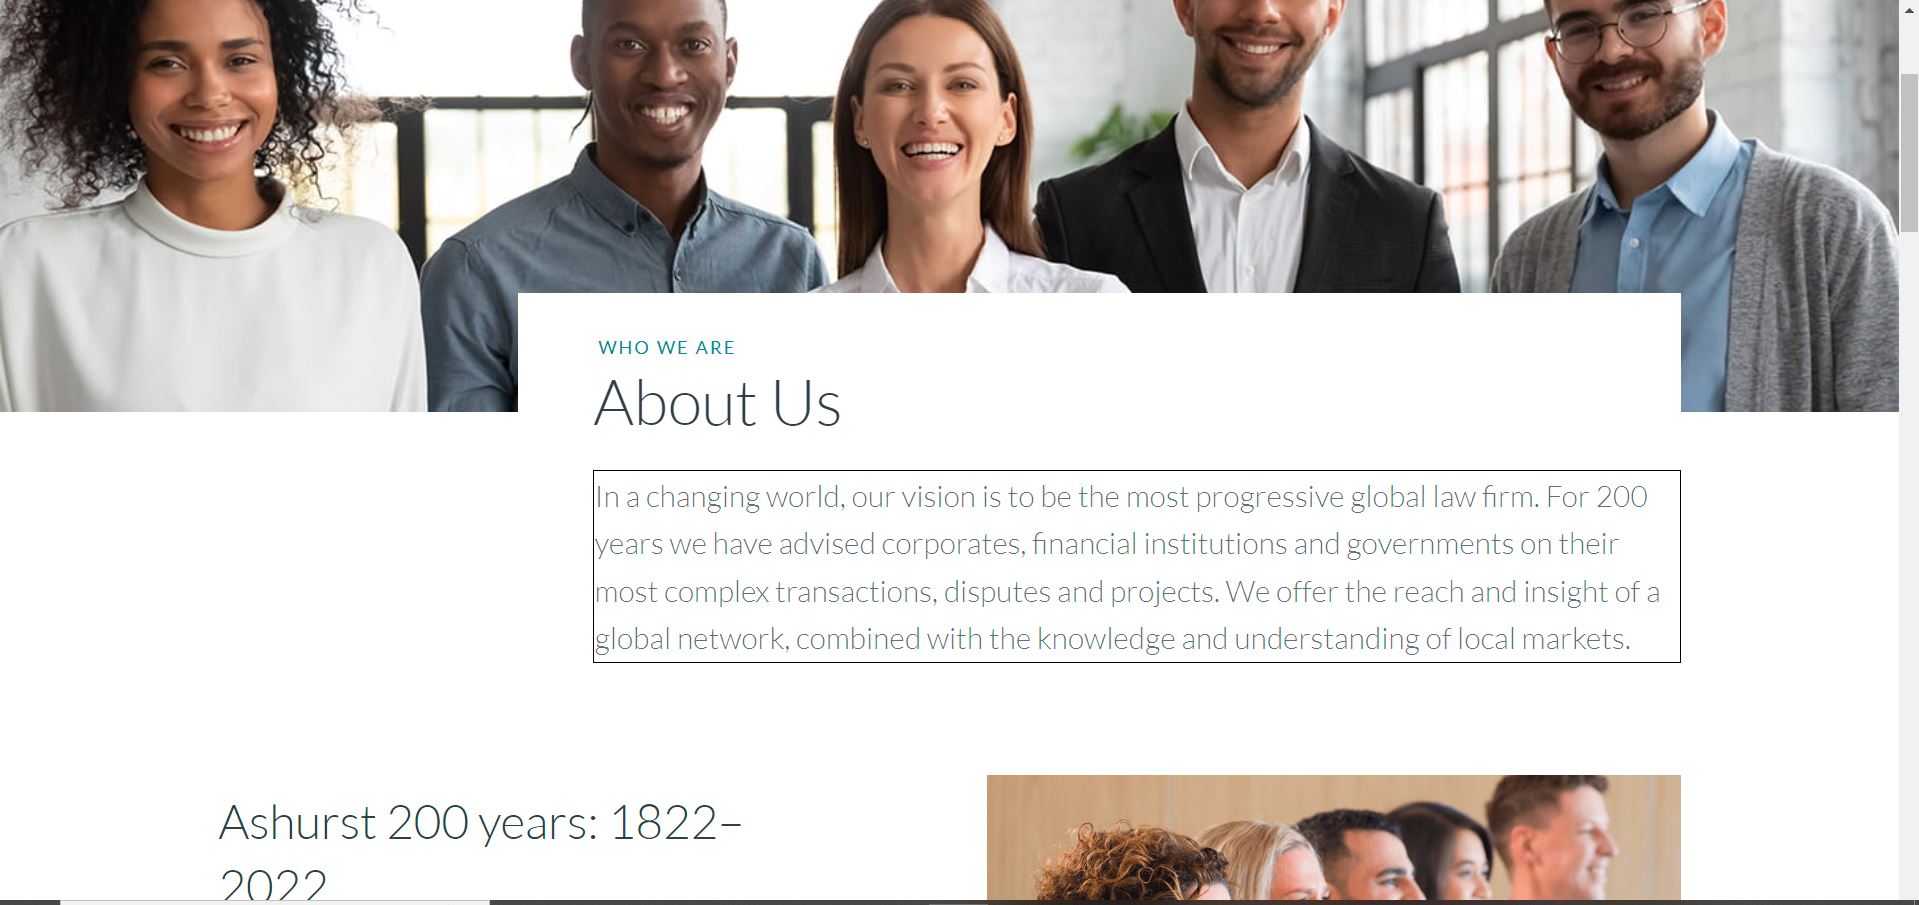 WHO WE ARE
About Us
In a changing world, our vision is to be the most progressive global law firm. For 200
years we have advised corporates, financial institutions and governments on their
most complex transactions, disputes and projects. We offer the reach and insight of a
global network, combined with the knowledge and understanding of local markets.
Ashurst 200 years: 1822–
2022